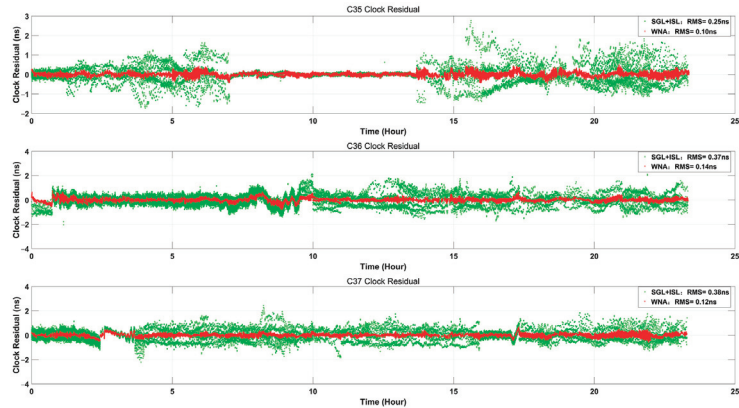 C35 Clock Residual
SGL+ISL: RMS= 0.25ns
WNA: RMS= 0.10ns
Clock Residual (ns)
3
2
1
0
-1
-2
0 5 10 15 20 25
Time (Hour)
C36 Clock Residual
SGL+ISL: RMS= 0.37ns
WNA: RMS= 0.14ns
Clock Residual (ns)
4
2
0
-2
-4
0 5 10 15 20 25
Time (Hour)
C37 Clock Residual
SGL+ISL: RMS= 0.38ns
WNA: RMS= 0.12ns
Clock Residual (ns)
4
2
0
-2
-4
0 5 10 15 20 25
Time (Hour)